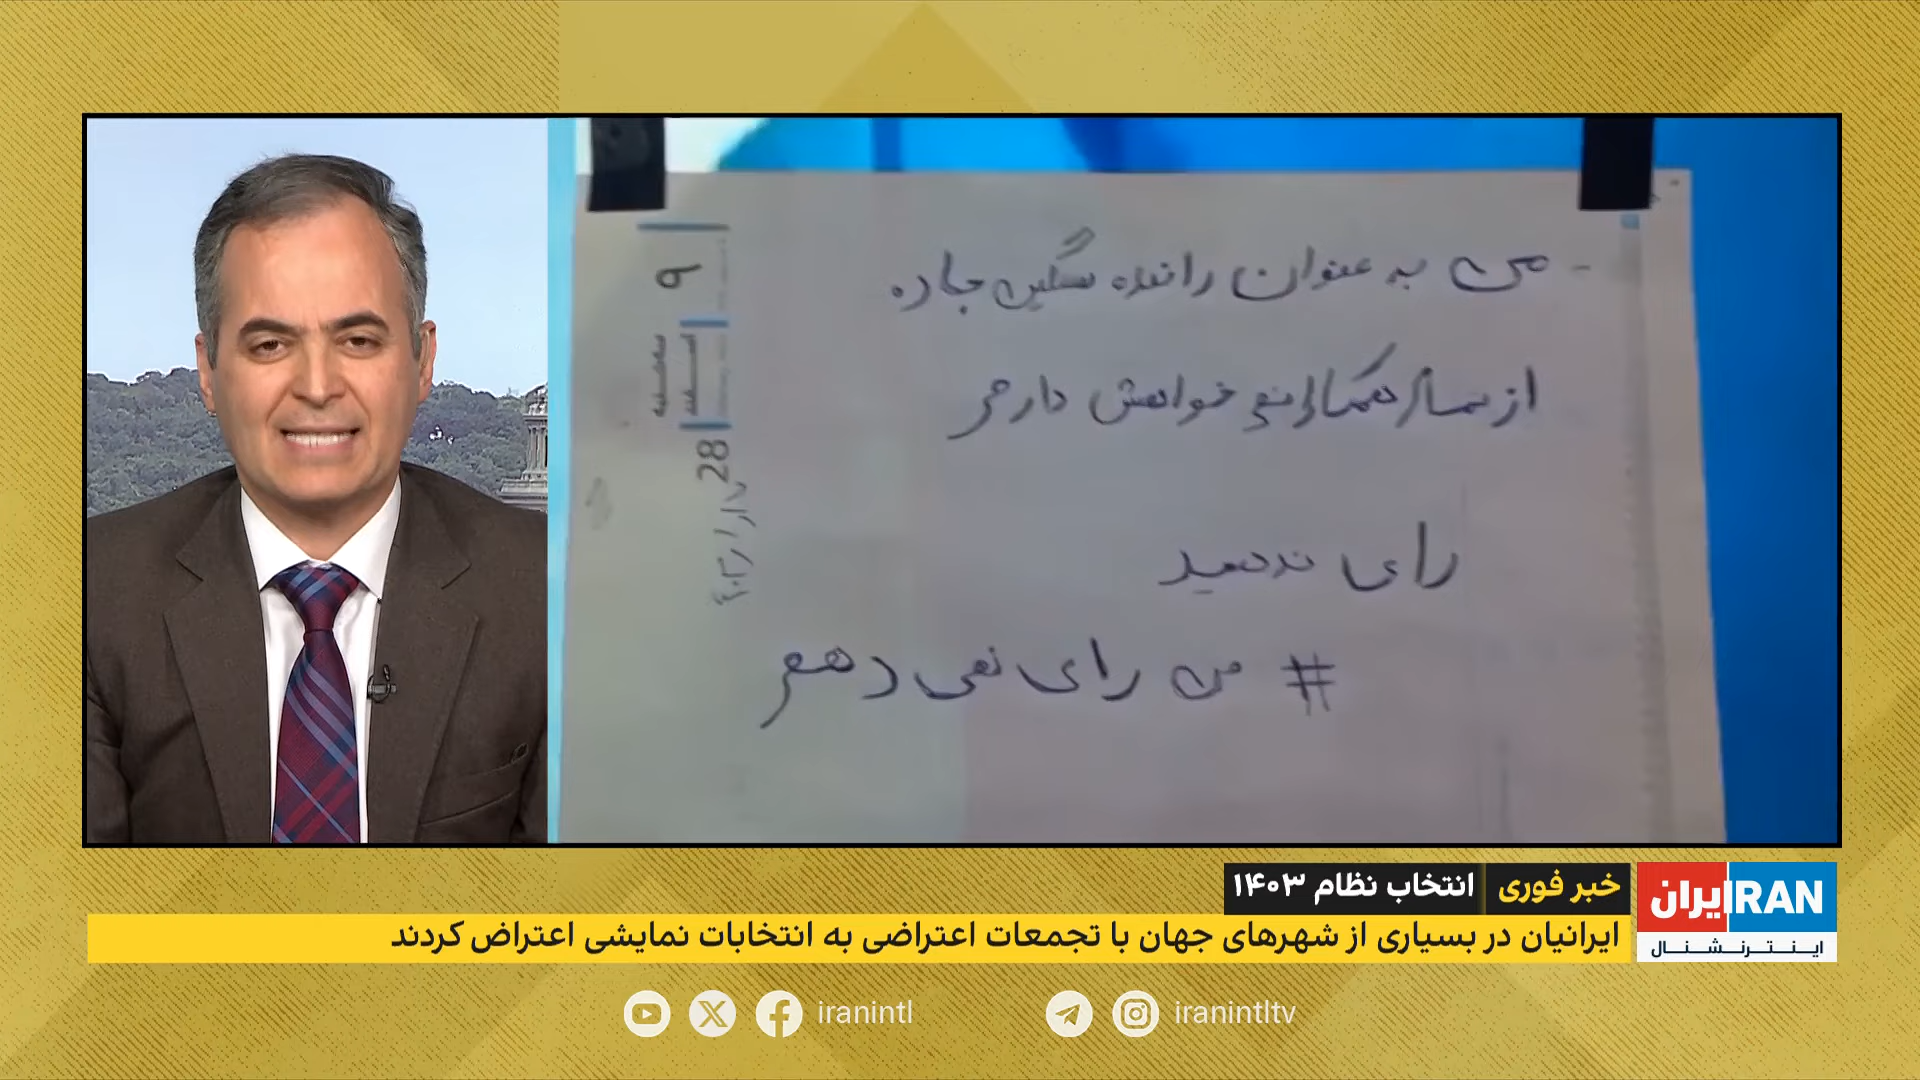 - من به عنوان راننده سنگین جاده
از سایر همکارانم خواهش دارم
رای ندهید
# من رای نمی دهم
۹
اسفند
28
خبر فوری
انتخاب نظام ۱۴۰۳
ایرانیان در بسیاری از شهرهای جهان با تجمعات اعتراضی به انتخابات نمایشی اعتراض کردند
ایران IRAN
اینترنشنال
iranintl
iranintltv